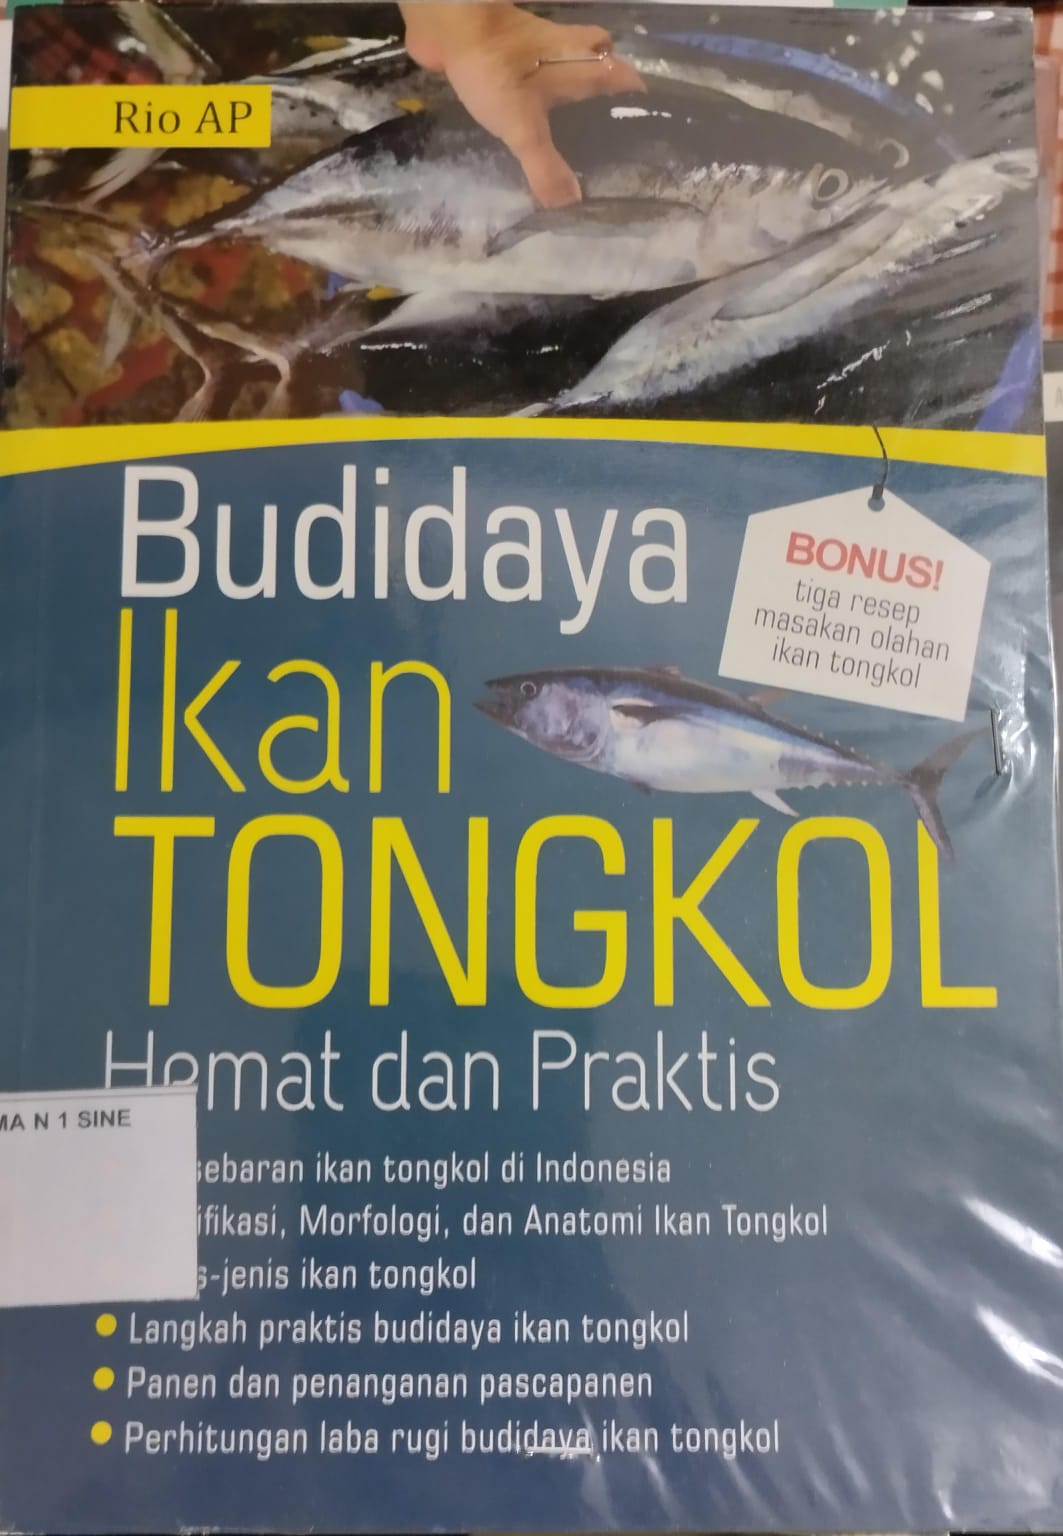 Rio AP
Budidaya
Ikan
TONGKOL
BONUS!
tiga resep
masakan olahan
ikan tongkol
Hemat dan Praktis
MA N 1 SINE
sebaran ikan tongkol di Indonesia
ifikasi, Morfologi, dan Anatomi Ikan Tongkol
s-jenis ikan tongkol
Langkah praktis budidaya ikan tongkol
Panen dan penanganan pascapanen
Perhitungan laba rugi budidaya ikan tongkol